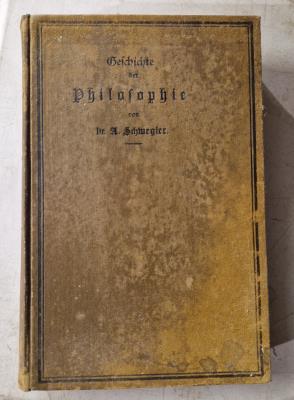 Geschichte
der
Philosophie
von
Dr. A. Schwegler.